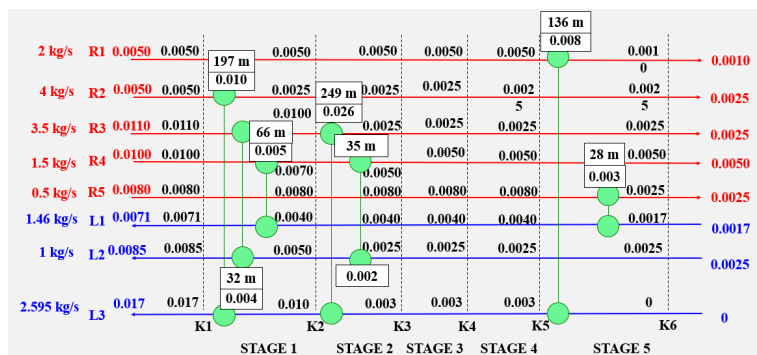 136 m
0.008
2 kg/s R1 0.0050 0.0050 0.0050 0.0050 0.0050 0.0050 0.001
0
0.0010
197 m
0.010
4 kg/s R2 0.0050 0.0050 0.0025 0.0025 0.0025 0.002
5
0.002
5
0.0025
249 m
0.026
3.5 kg/s R3 0.0110 0.0110 0.0100 0.0025 0.0025 0.0025 0.0025 0.0025
66 m
0.005
35 m
1.5 kg/s R4 0.0100 0.0100 0.0070 0.0050 0.0050 0.0050 0.0050 0.0050
28 m
0.003
0.5 kg/s R5 0.0080 0.0080 0.0080 0.0080 0.0080 0.0080 0.0025 0.0025
1.46 kg/s L1 0.0071 0.0071 0.0040 0.0040 0.0040 0.0040 0.0017 0.0017
1 kg/s L2 0.0085 0.0085 0.0050 0.0025 0.0025 0.0025 0.0025 0.0025
32 m
0.004
0.002
2.595 kg/s L3 0.017 0.017 0.010 0.003 0.003 0.003 0 0
K1 K2 K3 K4 K5 K6
STAGE 1 STAGE 2 STAGE 3 STAGE 4 STAGE 5